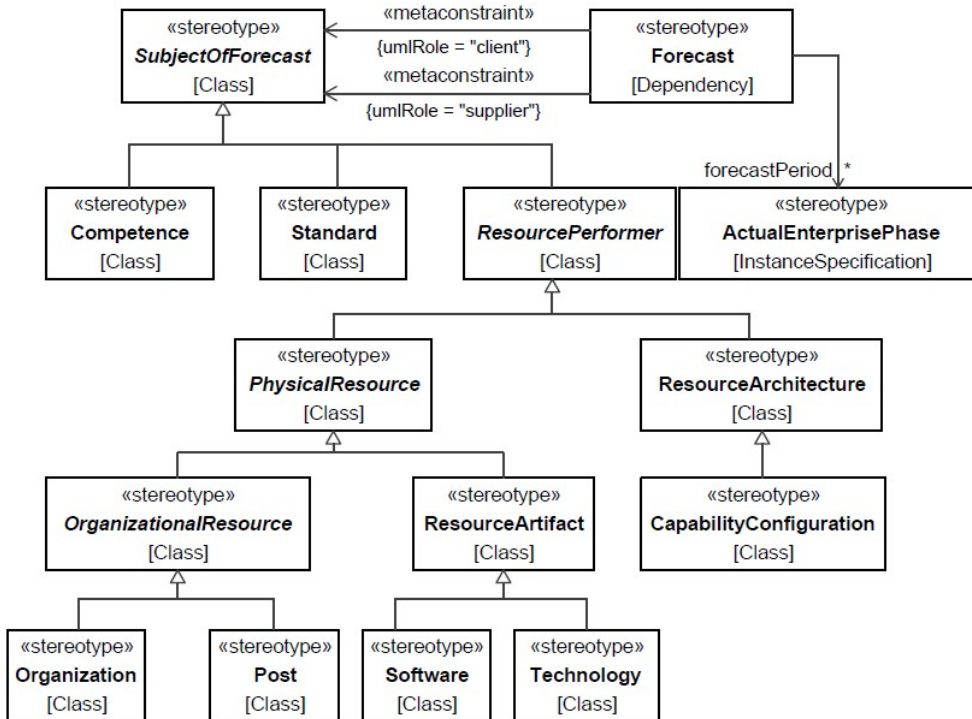 «stereotype»
SubjectOfForecast
[Class]
«metaconstraint»
{umlRole = "client"}
«metaconstraint»
{umlRole = "supplier"}
«stereotype»
Forecast
[Dependency]
forecastPeriod *
«stereotype»
Competence
[Class]
«stereotype»
Standard
[Class]
«stereotype»
ResourcePerformer
[Class]
«stereotype»
ActualEnterprisePhase
[InstanceSpecification]
«stereotype»
PhysicalResource
[Class]
«stereotype»
ResourceArchitecture
[Class]
«stereotype»
OrganizationalResource
[Class]
«stereotype»
ResourceArtifact
[Class]
«stereotype»
CapabilityConfiguration
[Class]
«stereotype»
Organization
[Class]
«stereotype»
Post
[Class]
«stereotype»
Software
[Class]
«stereotype»
Technology
[Class]